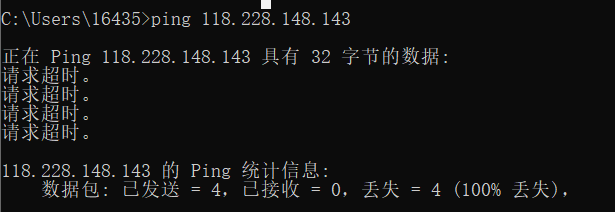 C:\Users\16435>ping 118.228.148.143
正在 Ping 118.228.148.143 具有 32 字节的数据:
请求超时。
请求超时。
请求超时。
请求超时。
118.228.148.143 的 Ping 统计信息:
数据包: 已发送 = 4，已接收 = 0，丢失 = 4 (100% 丢失)，